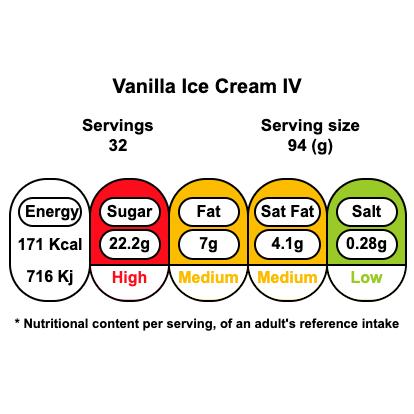 Vanilla Ice Cream IV
Servings
32
Serving size
94 (g)
Energy
171 Kcal
716 Kj
Sugar
22.2g
High
Fat
7g
Medium
Sat Fat
4.1g
Medium
Salt
0.28g
Low
* Nutritional content per serving, of an adult's reference intake